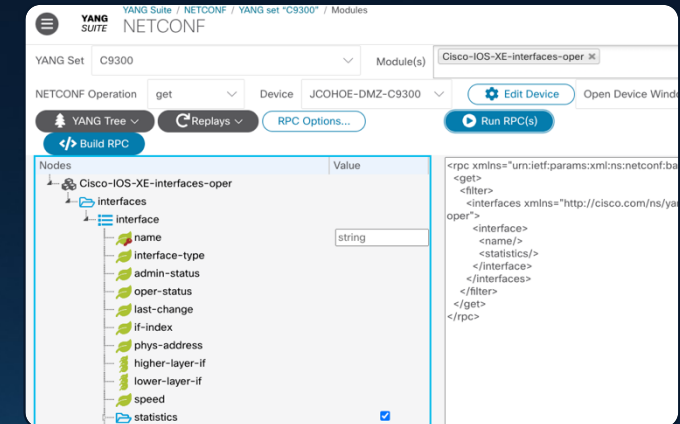 YANG SUITE
YANG Suite / NETCONF / YANG set "C9300" / Modules
NETCONF
YANG Set C9300 Module(s) Cisco-IOS-XE-interfaces-oper ×
NETCONF Operation get Device JCOHOE-DMZ-C9300 Edit Device Open Device
YANG Tree Replays RPC Options... Run RPC(s)
</> Build RPC
Nodes Value
Cisco-IOS-XE-interfaces-oper
interfaces
interface
name string
interface-type
admin-status
oper-status
last-change
if-index
phys-address
higher-layer-if
lower-layer-if
speed
statistics
<rpc xmlns="urn:ietf:params:xml:ns:netconf:ba
<get>
<filter>
<interfaces xmlns="http://cisco.com/ns/ya
oper">
<interface>
<name/>
<statistics/>
</interface>
</interfaces>
</filter>
</get>
</rpc>